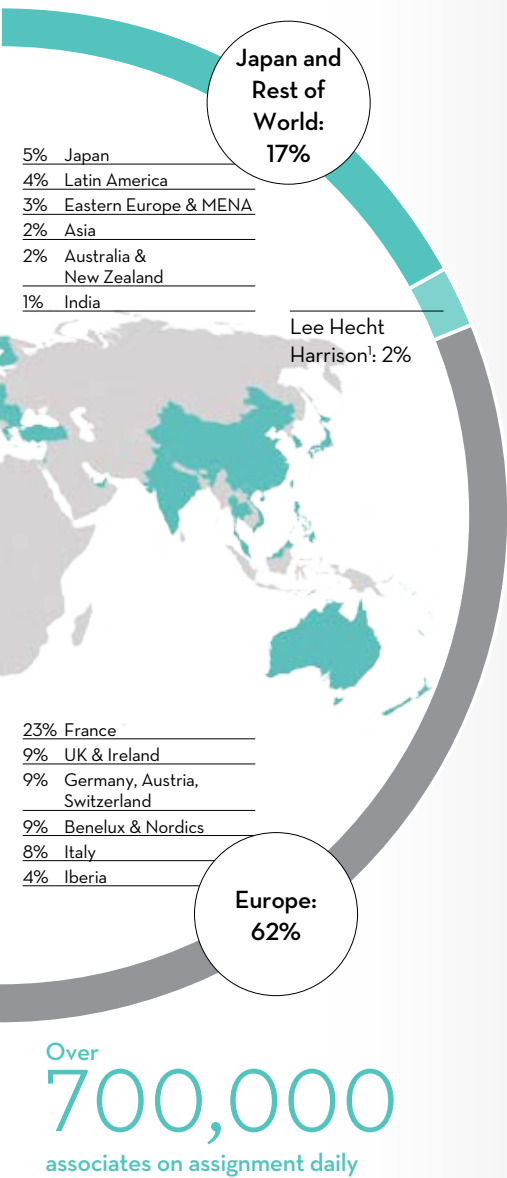 Japan and
Rest of
World:
17%
5% Japan
4% Latin America
3% Eastern Europe & MENA
2% Asia
2% Australia &
New Zealand
1% India
Lee Hecht
Harrison¹: 2%
23% France
9% UK & Ireland
9% Germany, Austria,
Switzerland
9% Benelux & Nordics
8% Italy
4% Iberia
Europe:
62%
Over
700,000
associates on assignment daily